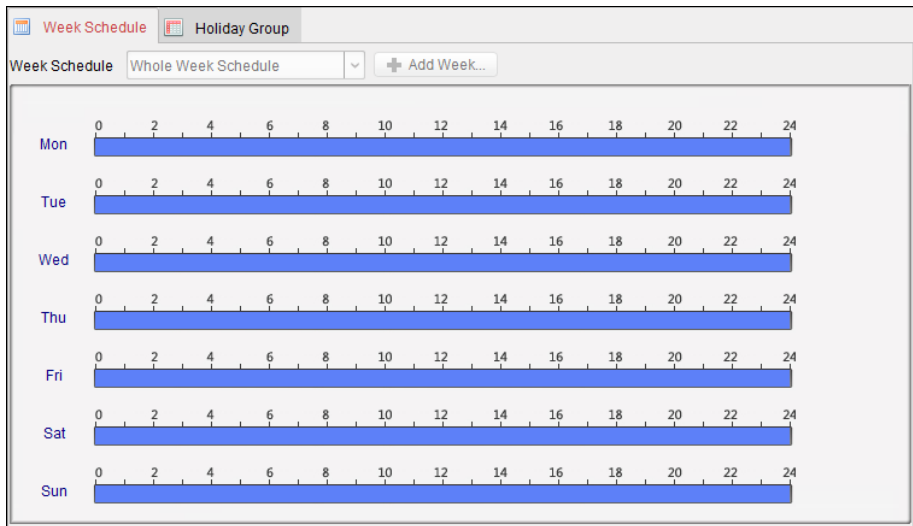 Week Schedule Holiday Group
Week Schedule Whole Week Schedule Add Week...
0 2 4 6 8 10 12 14 16 18 20 22 24
Mon
0 2 4 6 8 10 12 14 16 18 20 22 24
Tue
0 2 4 6 8 10 12 14 16 18 20 22 24
Wed
0 2 4 6 8 10 12 14 16 18 20 22 24
Thu
0 2 4 6 8 10 12 14 16 18 20 22 24
Fri
0 2 4 6 8 10 12 14 16 18 20 22 24
Sat
0 2 4 6 8 10 12 14 16 18 20 22 24
Sun